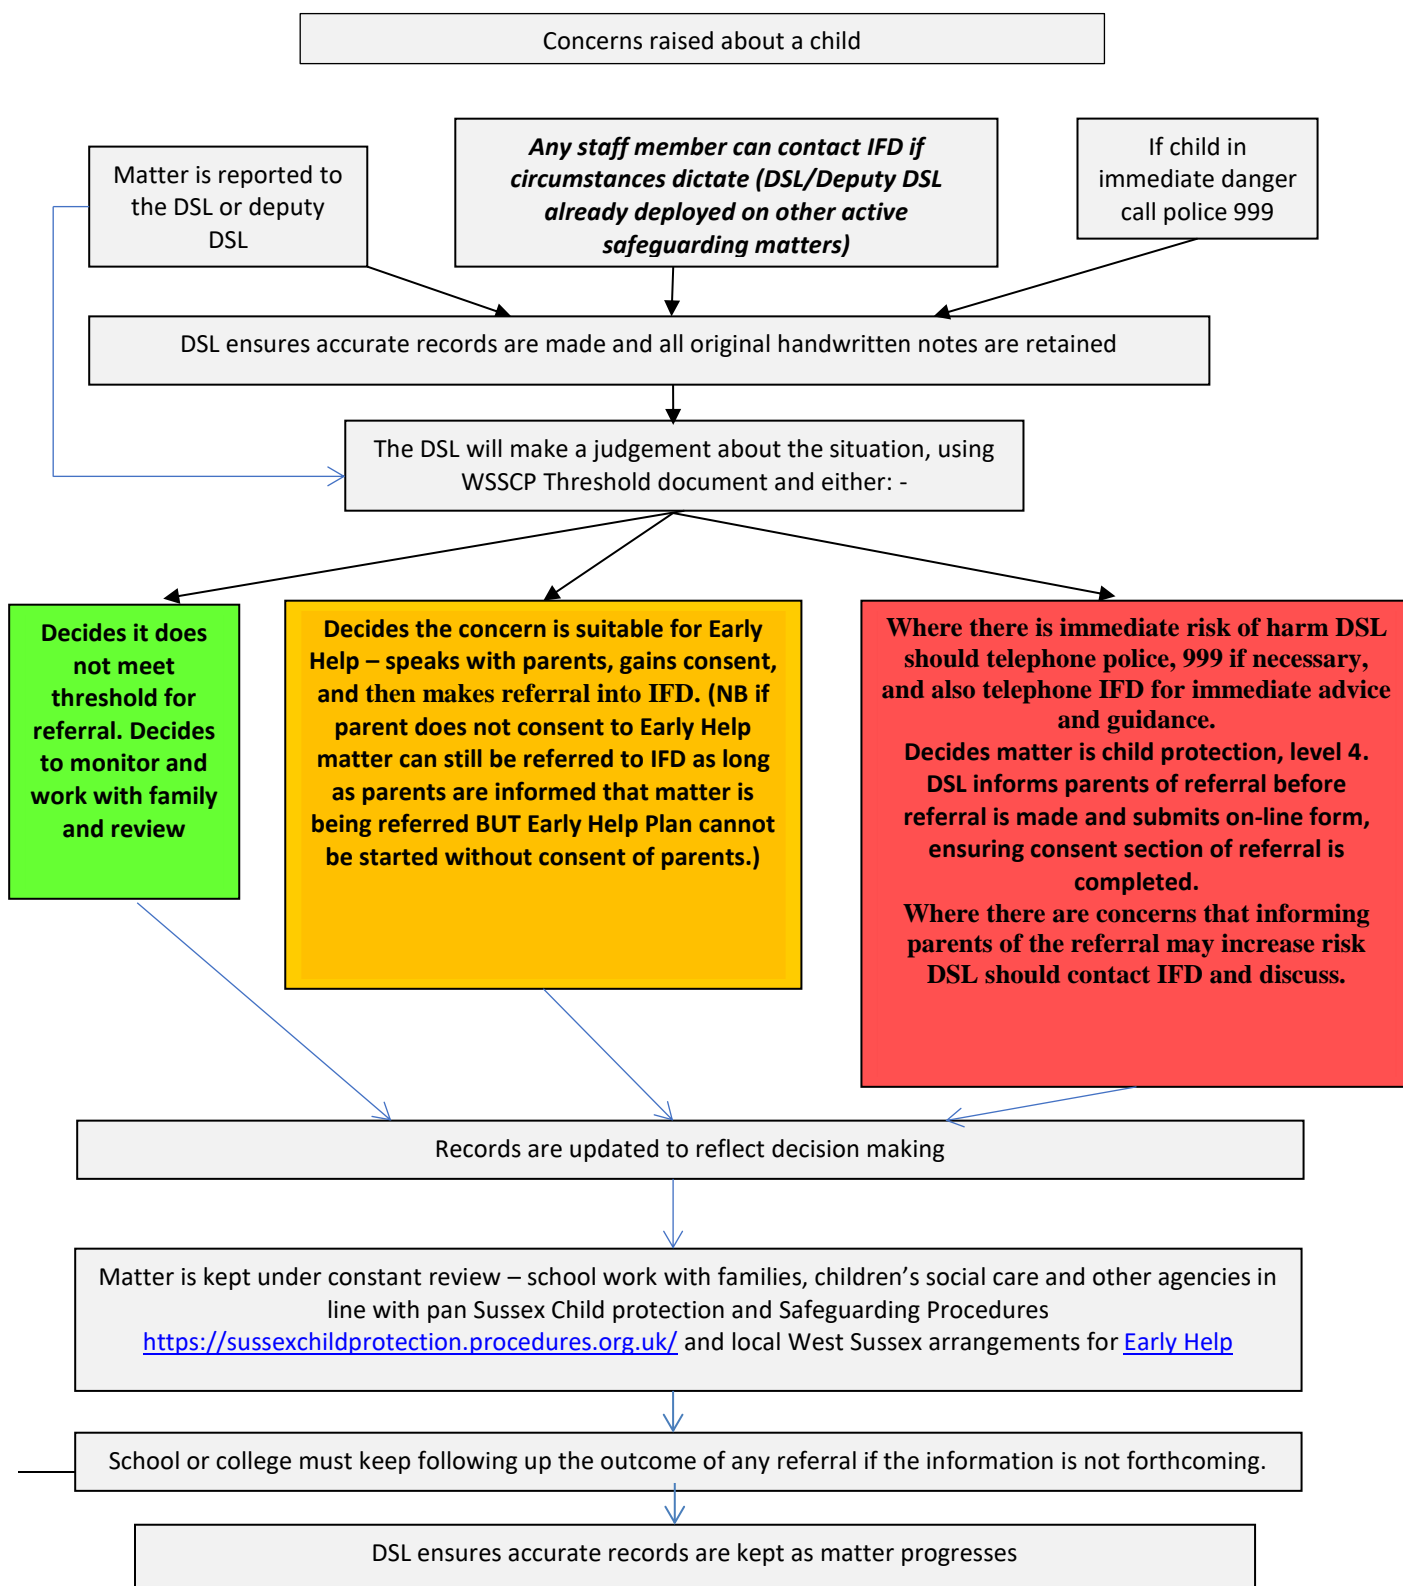 Concerns raised about a child
Matter is reported to
the DSL or deputy
DSL
Any staff member can contact IFD if
circumstances dictate (DSL/Deputy DSL
already deployed on other active
safeguarding matters)
If child in
immediate danger
call police 999
DSL ensures accurate records are made and all original handwritten notes are retained
The DSL will make a judgement about the situation, using
WSSCP Threshold document and either: -
Decides it does
not meet
threshold for
referral. Decides
to monitor and
work with family
and review
Decides the concern is suitable for Early
Help – speaks with parents, gains consent,
and then makes referral into IFD. (NB if
parent does not consent to Early Help
matter can still be referred to IFD as long
as parents are informed that matter is
being referred BUT Early Help Plan cannot
be started without consent of parents.)
Where there is immediate risk of harm DSL
should telephone police, 999 if necessary,
and also telephone IFD for immediate advice
and guidance.
Decides matter is child protection, level 4.
DSL informs parents of referral before
referral is made and submits on-line form,
ensuring consent section of referral is
completed.
Where there are concerns that informing
parents of the referral may increase risk
DSL should contact IFD and discuss.
Records are updated to reflect decision making
Matter is kept under constant review – school work with families, children’s social care and other agencies in
line with pan Sussex Child protection and Safeguarding Procedures
https://sussexchildprotection.procedures.org.uk/ and local West Sussex arrangements for Early Help
School or college must keep following up the outcome of any referral if the information is not forthcoming.
DSL ensures accurate records are kept as matter progresses